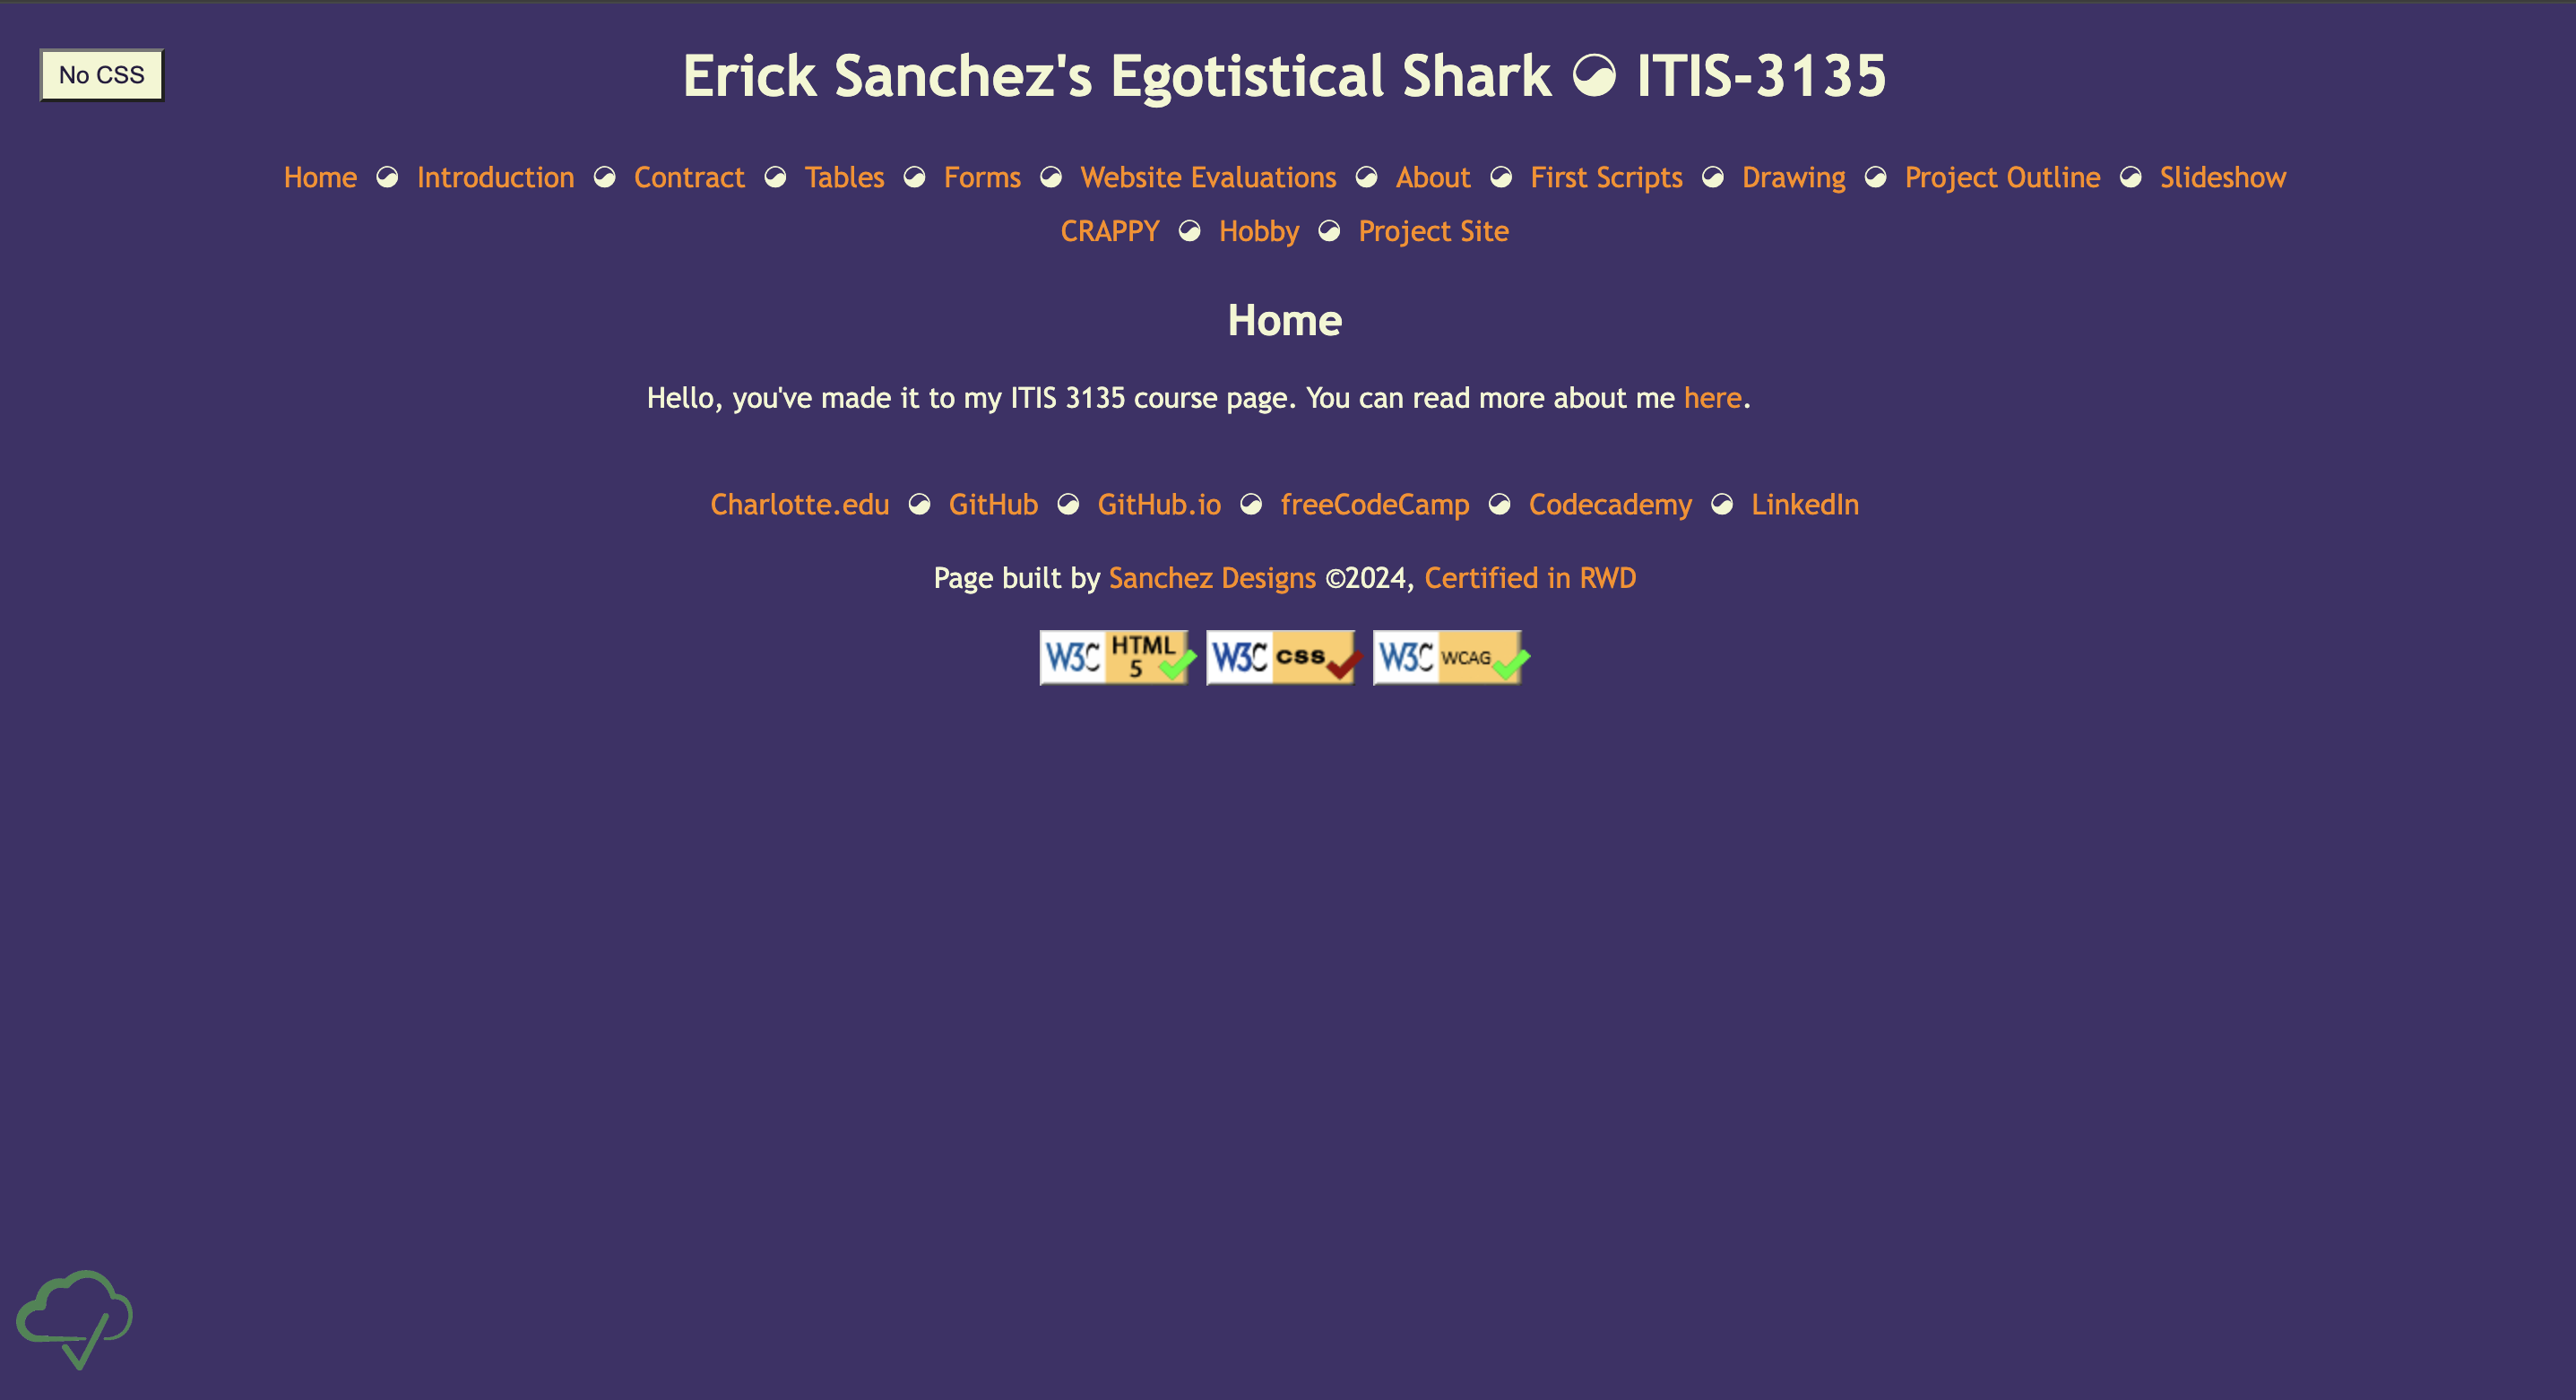 No CSS
Erick Sanchez's Egotistical Shark ITIS-3135
Home Introduction Contract Tables Forms Website Evaluations About First Scripts Drawing Project Outline Slideshow
CRAPPY Hobby Project Site
Home
Hello, you've made it to my ITIS 3135 course page. You can read more about me here.
Charlotte.edu GitHub GitHub.io freeCodeCamp Codecademy LinkedIn
Page built by Sanchez Designs ©2024, Certified in RWD
W3C HTML 5 W3C CSS W3C WCAG